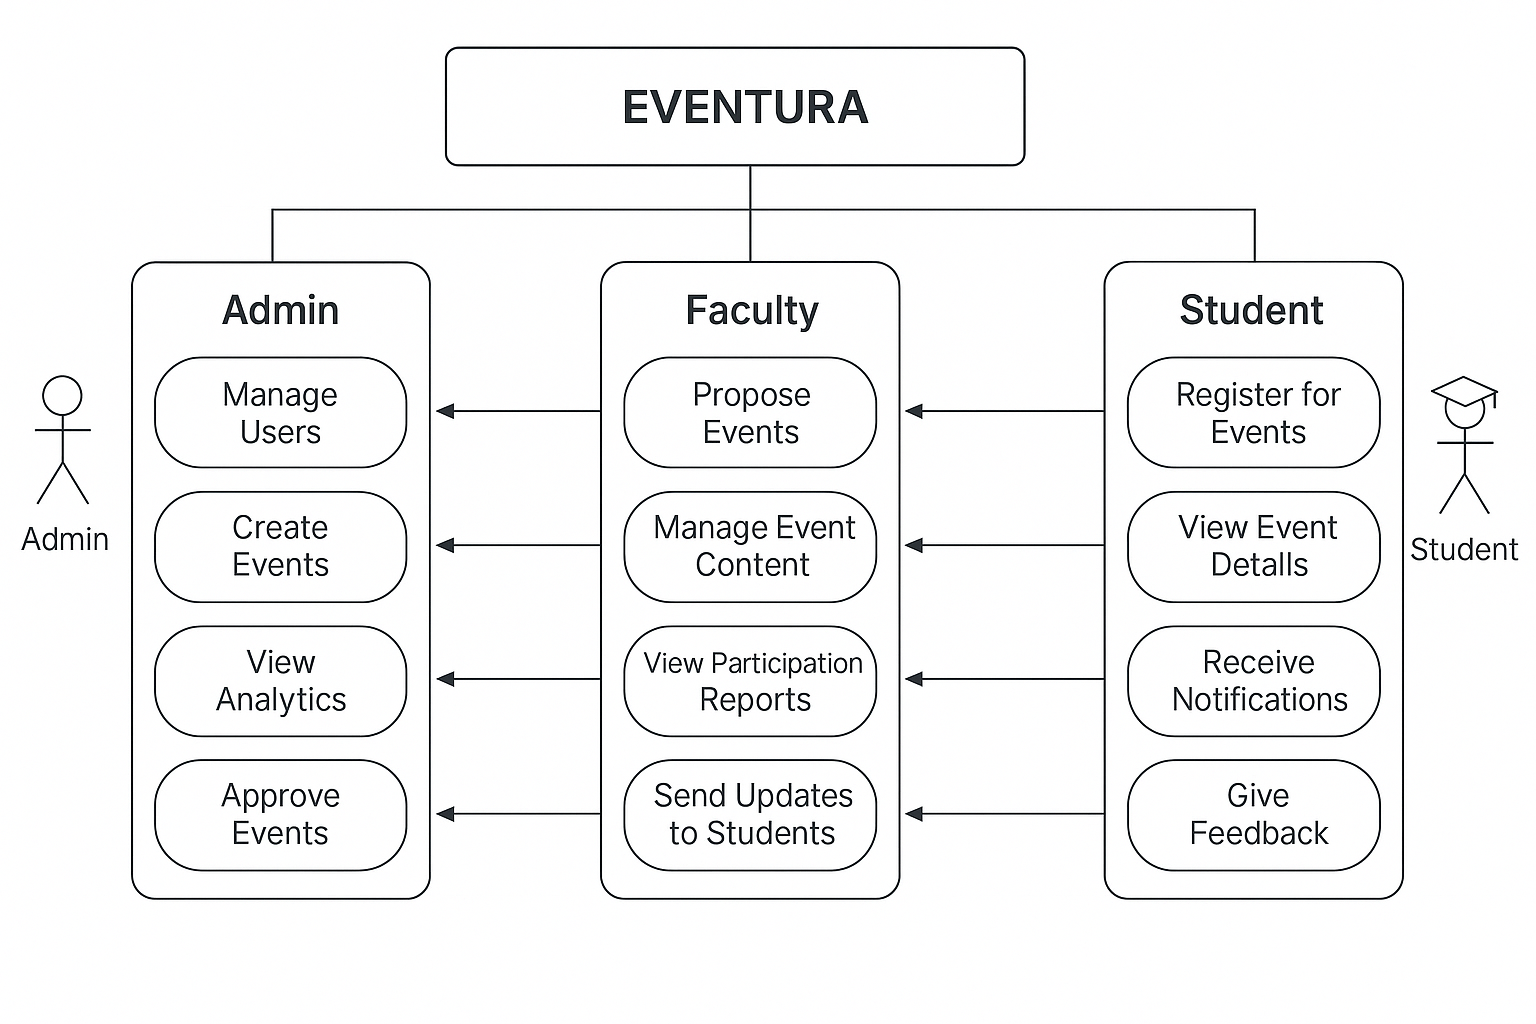 EVENTURA
Admin
Manage
Users
Create
Events
View
Analytics
Approve
Events
Faculty
Propose
Events
Manage Event
Content
View Participation
Reports
Send Updates
to Students
Student
Register for
Events
View Event
Detalls
Receive
Notifications
Give
Feedback
Admin
Student